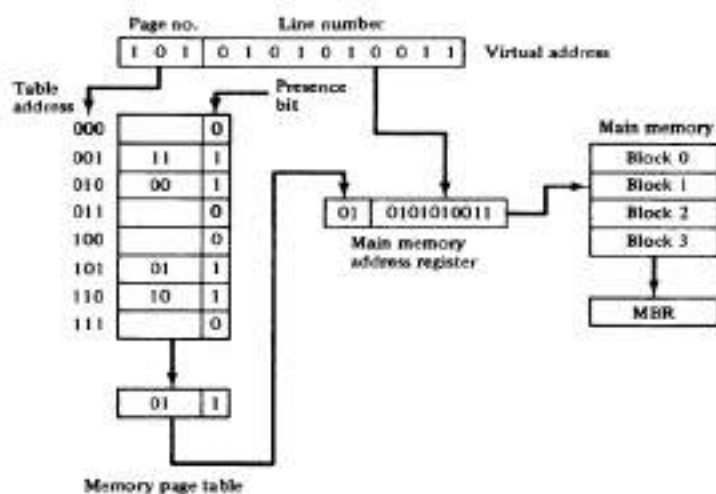 Page no. Line number
1 0 1 0 1 0 1 0 1 0 0 1 1 Virtual address
Table address
Presence bit
000 0
001 11 1
010 00 1
011 0
100 0
101 01 1
110 10 1
111 0
01 1
Memory page table
01 0101010011
Main memory address register
Main memory
Block 0
Block 1
Block 2
Block 3
MBR